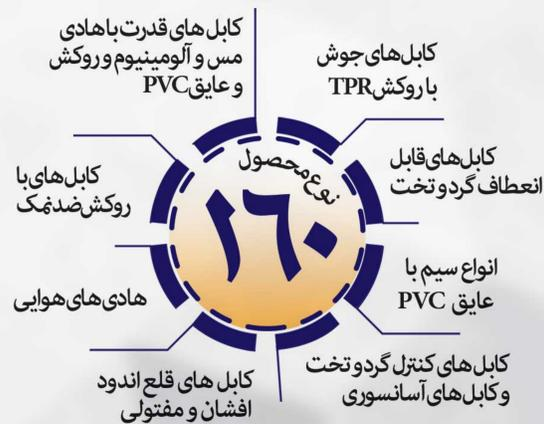 کابل‌های جوش
با روکش TPR
کابل‌های قابل
انعطاف گرد و تخت
انواع سیم با
عایق PVC
کابل‌های کنترل گرد و تخت
و کابل‌های آسانسوری
کابل های قلع اندود
افشان و مفتولی
هادی‌های هوایی
کابل‌های با
روکش ضدنمک
کابل‌های قدرت با هادی
مس و آلومینیوم و روکش
و عایق PVC
نوع محصول
۱۶۰